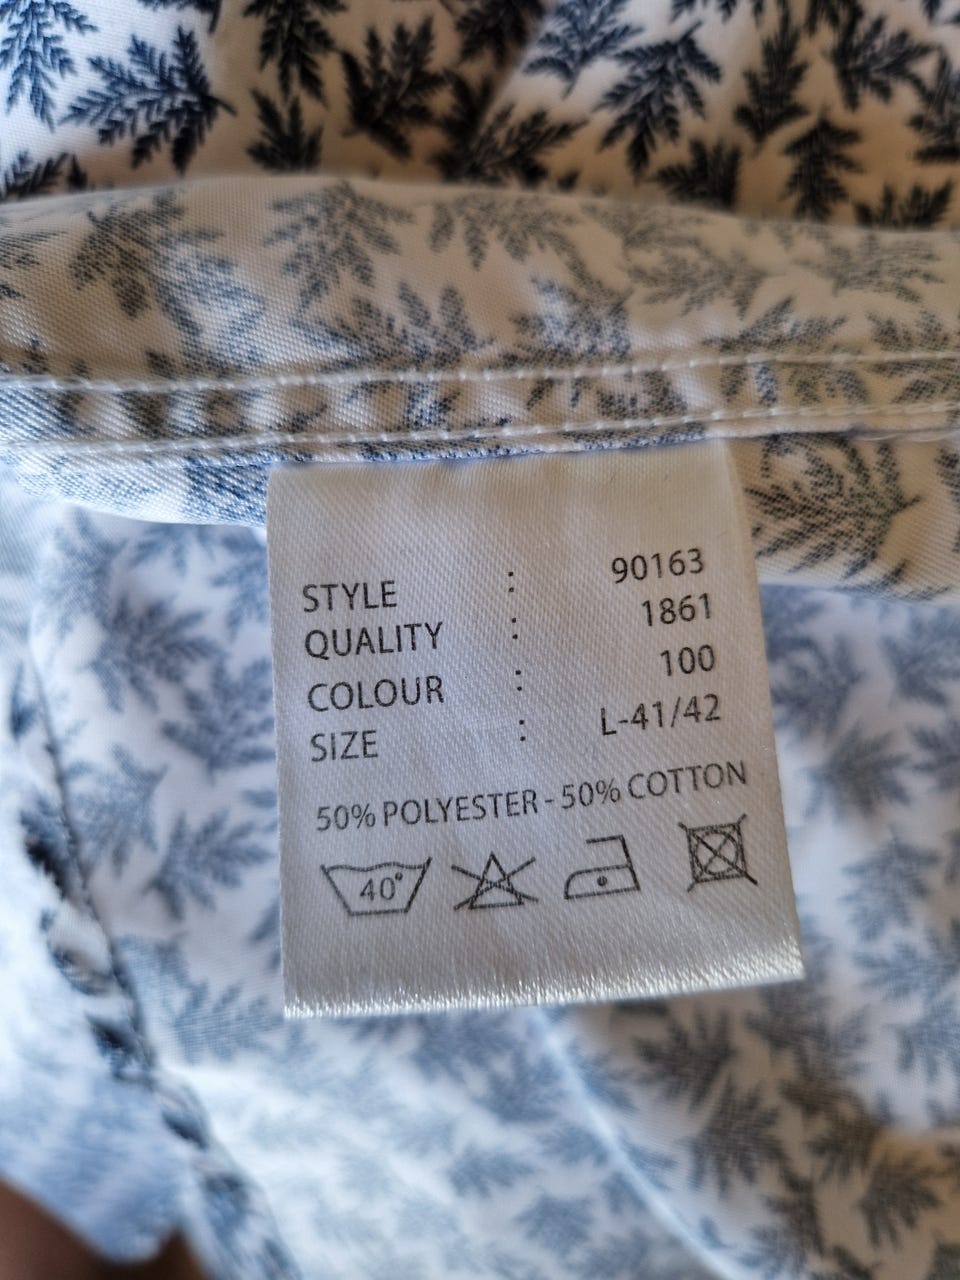 STYLE : 90163
QUALITY : 1861
COLOUR : 100
SIZE : L-41/42
50% POLYESTER - 50% COTTON
40°